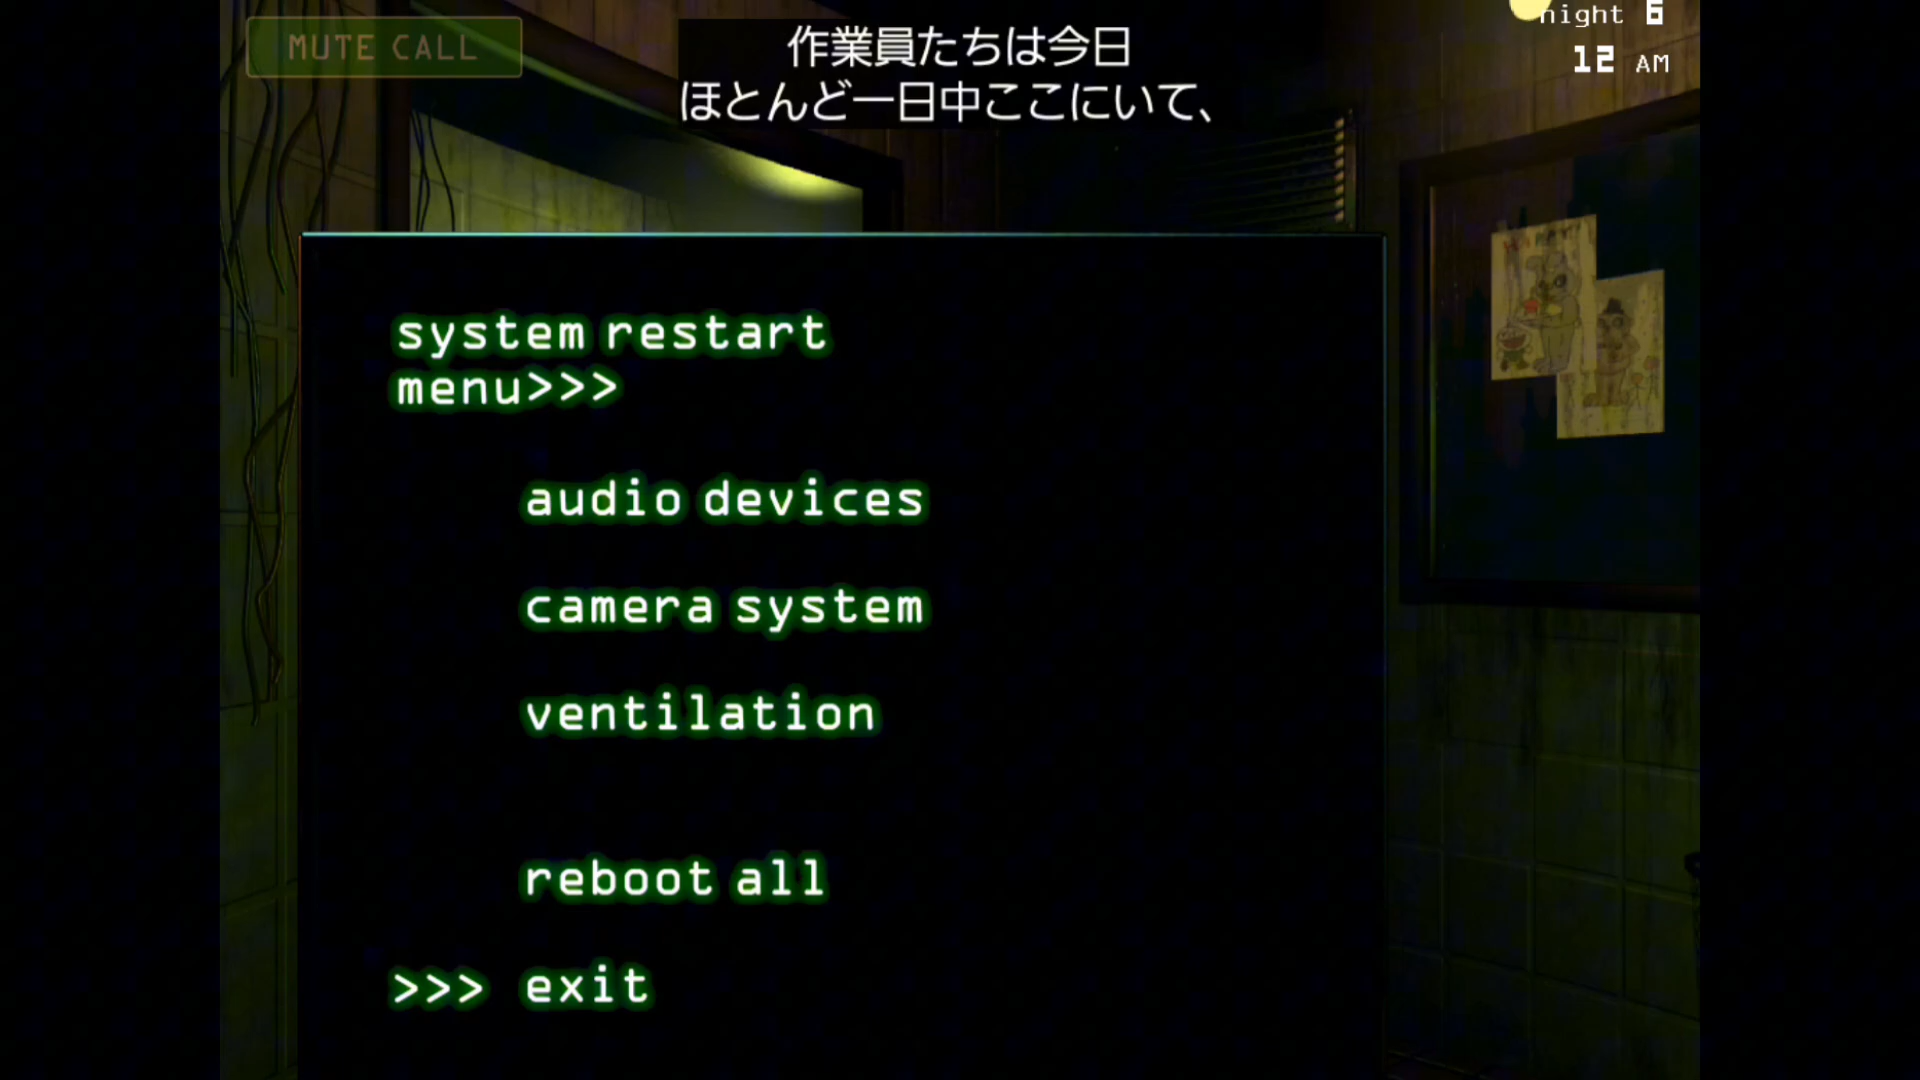 MUTE CALL
作業員たちは今日
ほとんど一日中ここにいて、
night 6
12 AM
system restart
menu>>>
audio devices
camera system
ventilation
reboot all
>>> exit